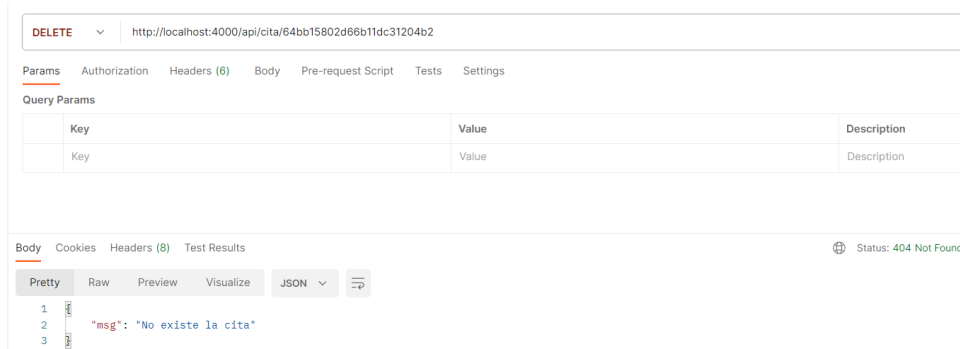 DELETE http://localhost:4000/api/cita/64bb15802d66b11dc31204b2
Params Authorization Headers (6) Body Pre-request Script Tests Settings
Query Params
Key Value Description
Key Value Description
Body Cookies Headers (8) Test Results Status: 404 Not Found
Pretty Raw Preview Visualize JSON
1 {
2 "msg": "No existe la cita"
3 }